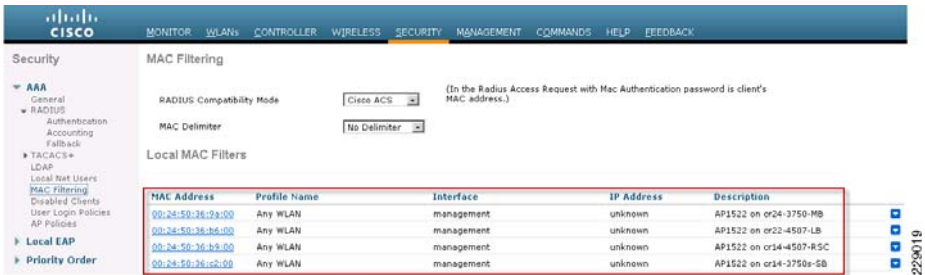 CISCO
MONITOR WLANs CONTROLLER WIRELESS SECURITY MANAGEMENT COMMANDS HELP FEEDBACK
Security
AAA
General
RADIUS
Authentication
Accounting
Fallback
TACACS+
LDAP
Local Net Users
MAC Filtering
Disabled Clients
User Login Policies
AP Policies
Local EAP
Priority Order
MAC Filtering
RADIUS Compatibility Mode Cisco ACS (In the Radius Access Request with Mac Authentication password is client's
MAC address.)
MAC Delimiter No Delimiter
Local MAC Filters
MAC Address Profile Name Interface IP Address Description
00:24:50:36:9a:00 Any WLAN management unknown AP1522 on cr24-3750-MB
00:24:50:36:b6:00 Any WLAN management unknown AP1522 on cr22-4507-LB
00:24:50:36:b9:00 Any WLAN management unknown AP1522 on cr14-4507-RSC
00:24:50:36:c2:00 Any WLAN management unknown AP1522 on cr14-3750s-SB
229019